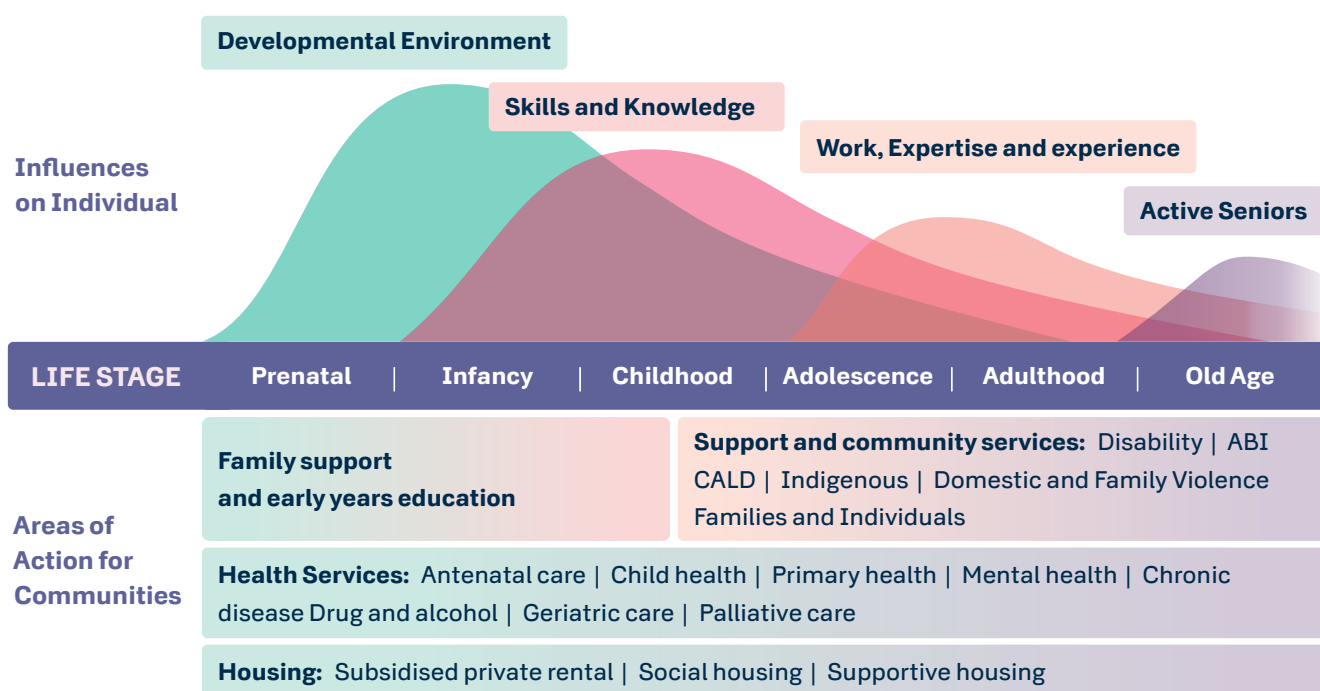 Developmental Environment
Skills and Knowledge
Work, Expertise and experience
Active Seniors
Influences
on Individual
LIFE STAGE
Prenatal | Infancy | Childhood | Adolescence | Adulthood | Old Age
Areas of
Action for
Communities
Family support
and early years education
Support and community services: Disability | ABI
CALD | Indigenous | Domestic and Family Violence
Families and Individuals
Health Services: Antenatal care | Child health | Primary health | Mental health | Chronic
disease Drug and alcohol | Geriatric care | Palliative care
Housing: Subsidised private rental | Social housing | Supportive housing